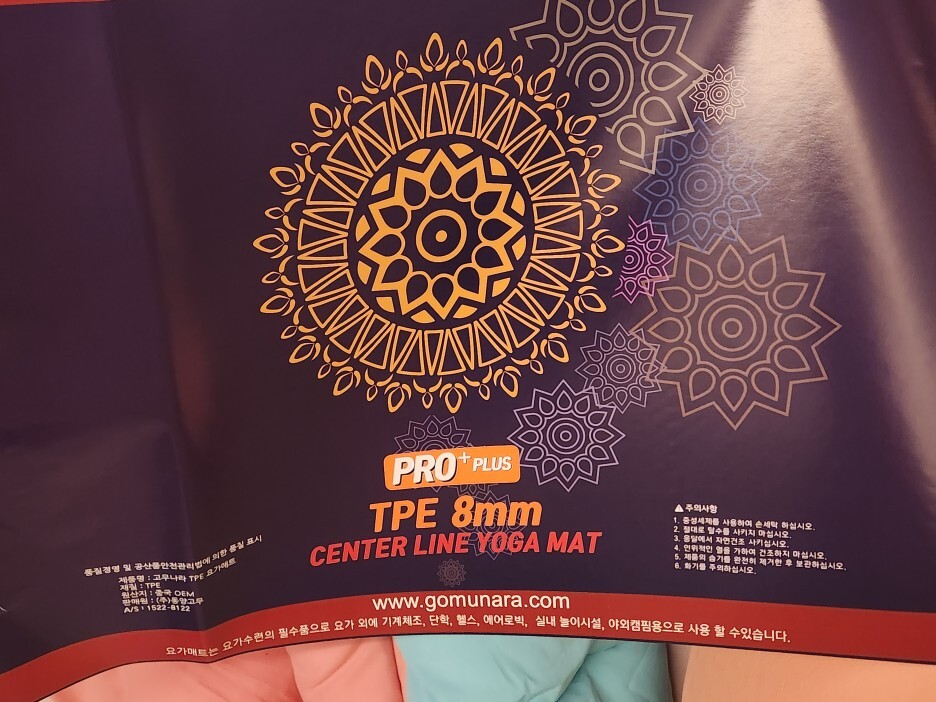 PRO+ PLUS
TPE 8mm
CENTER LINE YOGA MAT
품질경영 및 공산품안전관리법에 의한 품질 표시
제품명 : 고무나라 TPE 요가매트
재질 : TPE
원산지 : 중국 OEM
판매원 : (주)동양고무
A/S : 1522-8122
▲주의사항
1. 중성세제를 사용하여 손세탁 하십시오.
2. 절대로 탈수를 시키지 마십시오.
3. 응달에서 자연건조 사키십시오.
4. 인위적인 열을 가하여 건조하지 마십시오.
5. 제품의 습기를 완전히 제거한 후 보관하십시오.
6. 화기를 주의하십시오.
www.gomunara.com
요가매트는 요가수련의 필수품으로 요가 외에 기계체조, 단학, 헬스, 에어로빅, 실내 놀이시설, 야외캠핑용으로 사용 할 수있습니다.